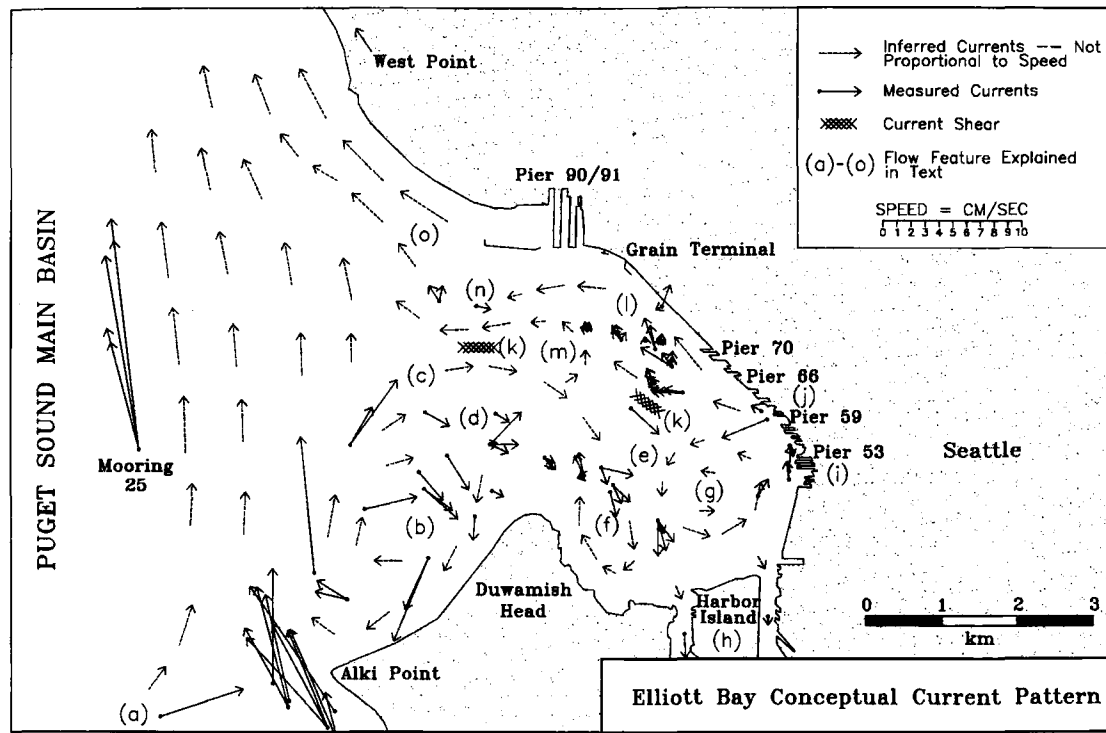 West Point
Inferred Currents -- Not
Proportional to Speed
Measured Currents
Current Shear
(a)-(o) Flow Feature Explained
in Text
SPEED = CM/SEC
0 1 2 3 4 5 6 7 8 9 10
Pier 90/91
Grain Terminal
PUGET SOUND MAIN BASIN
(o)
(n)
(l)
(k)
(m)
Pier 70
Pier 66
(j)
(c)
(d)
(k)
Pier 59
Mooring
25
(e)
Pier 53
(i)
Seattle
(g)
(b)
(f)
Duwamish
Head
Harbor
Island
(h)
0 1 2 3
km
Alki Point
(a)
Elliott Bay Conceptual Current Pattern